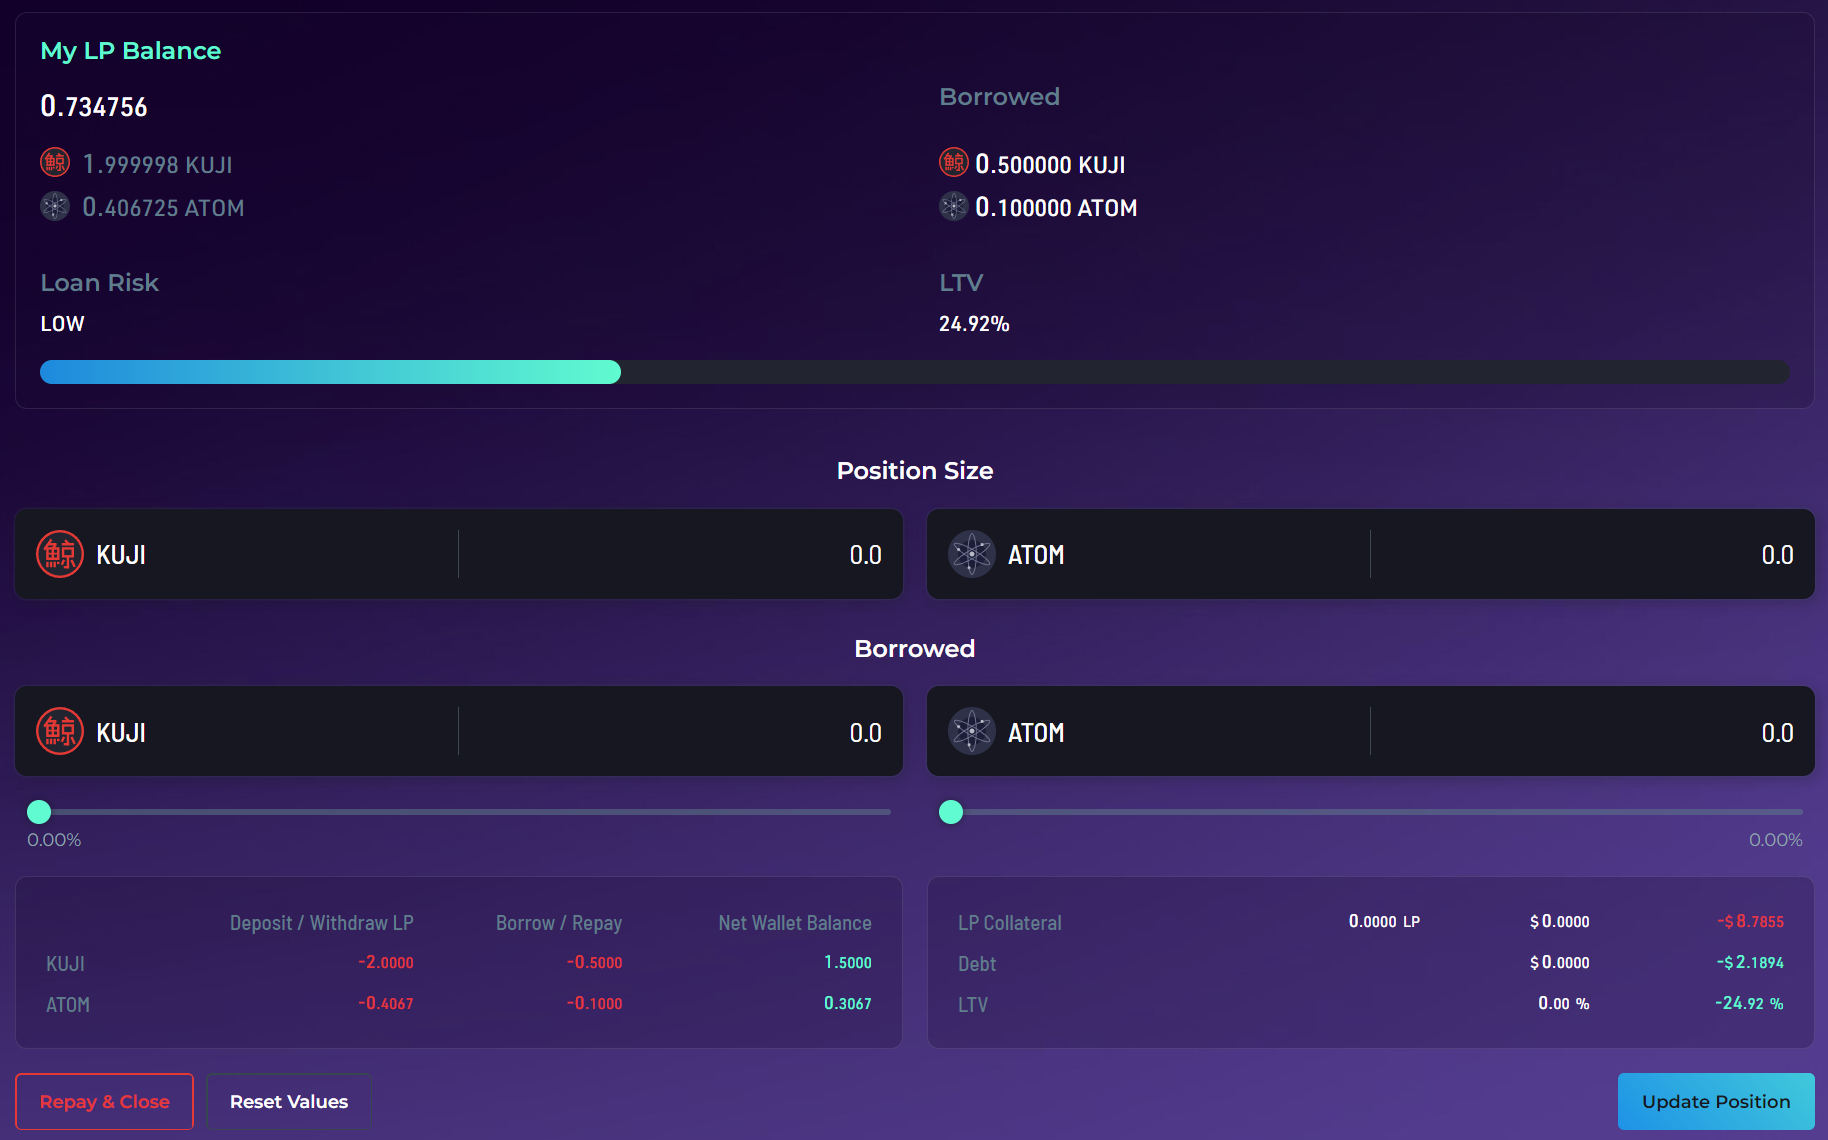 My LP Balance
0.734756
Borrowed
鯨 1.999998 KUJI
鯨 0.500000 KUJI
0.406725 ATOM
0.100000 ATOM
Loan Risk
LTV
LOW
24.92%
Position Size
鯨 KUJI 0.0
ATOM 0.0
Borrowed
鯨 KUJI 0.0
ATOM 0.0
0.00%
0.00%
Deposit / Withdraw LP Borrow / Repay Net Wallet Balance
KUJI -2.0000 -0.5000 1.5000
ATOM -0.4067 -0.1000 0.3067
LP Collateral 0.0000 LP $0.0000 -$8.7855
Debt $0.0000 -$2.1894
LTV 0.00 % -24.92 %
Repay & Close
Reset Values
Update Position